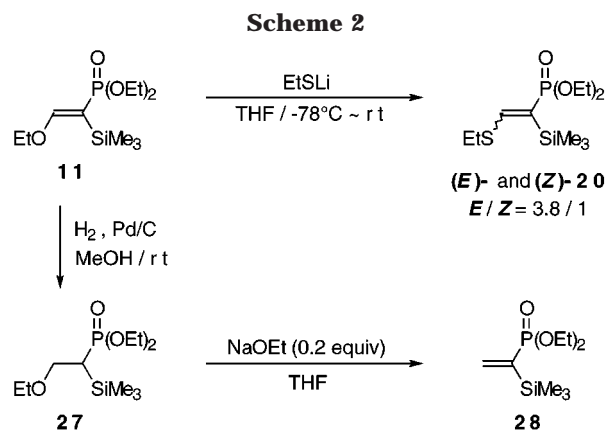 Scheme 2
O
P(OEt)2
EtO
SiMe3
11
EtSLi
THF / -78°C ~ r t
O
P(OEt)2
EtS
SiMe3
(E)- and (Z)-20
E / Z = 3.8 / 1
H2 , Pd/C
MeOH / r t
O
P(OEt)2
EtO
SiMe3
27
NaOEt (0.2 equiv)
THF
O
P(OEt)2
SiMe3
28